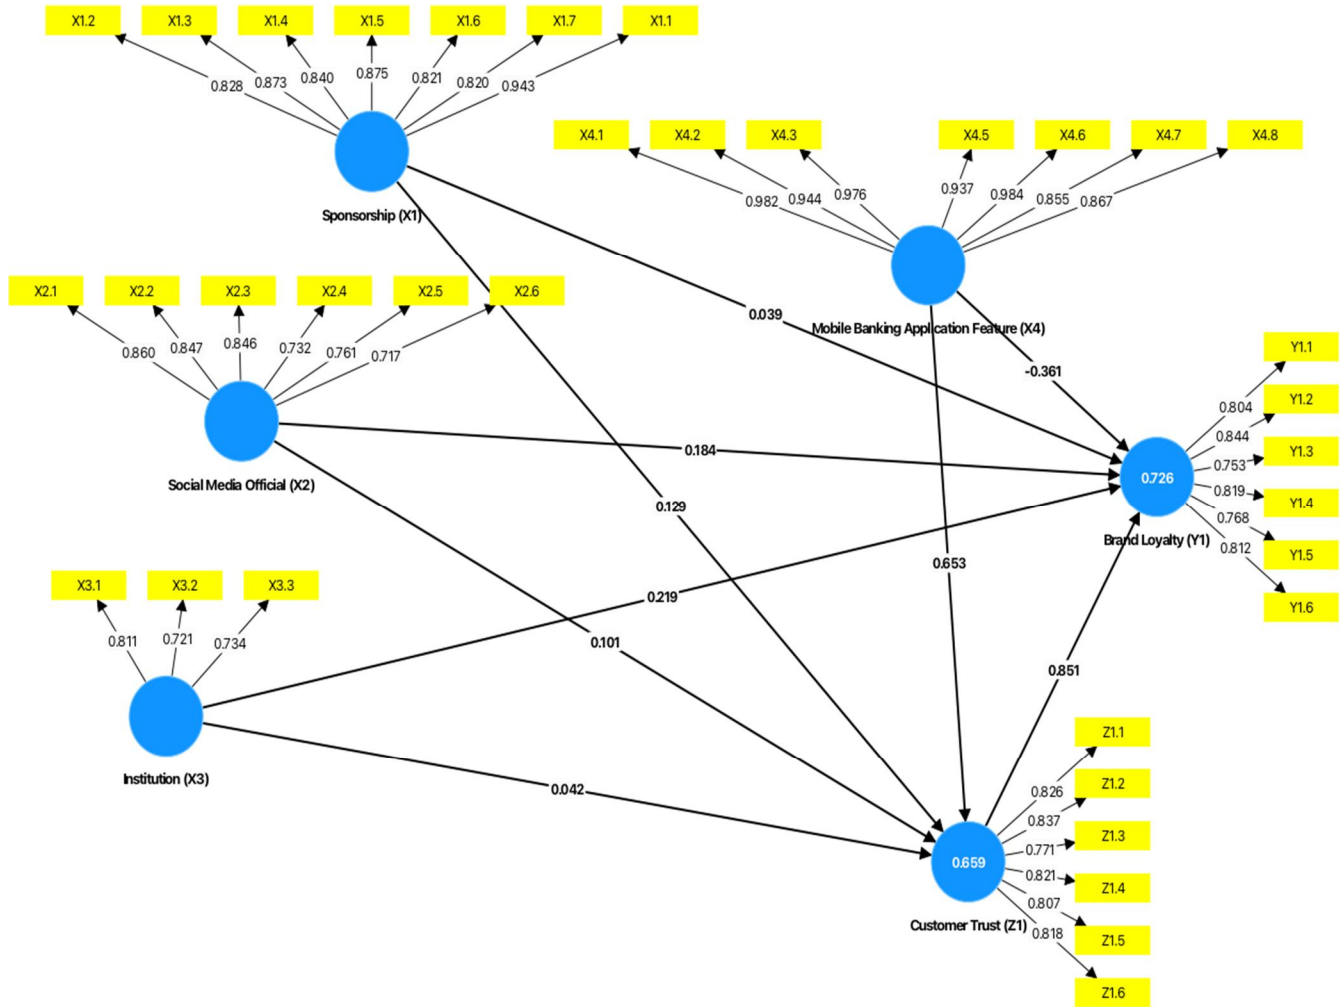 X1.2 X1.3 X1.4 X1.5 X1.6 X1.7 X1.1
0.828 0.873 0.840 0.875 0.821 0.820 0.943
Sponsorship (X1)
X4.1 X4.2 X4.3 X4.5 X4.6 X4.7 X4.8
0.982 0.944 0.976 0.937 0.984 0.855 0.867
Mobile Banking Application Feature (X4)
X2.1 X2.2 X2.3 X2.4 X2.5 X2.6
0.860 0.847 0.846 0.732 0.761 0.717
Social Media Official (X2)
0.039
-0.361
0.184
0.129
0.653
0.219
0.101
0.851
0.042
Y1.1
0.804
Y1.2
0.844
Y1.3
0.753
0.726
0.819
Y1.4
0.768
Brand Loyalty (Y1)
0.812
Y1.5
Y1.6
X3.1 X3.2 X3.3
0.811 0.721 0.734
Institution (X3)
Z1.1
0.826
Z1.2
0.837
Z1.3
0.771
0.659
0.821
Z1.4
0.807
Customer Trust (Z1)
0.818
Z1.5
Z1.6